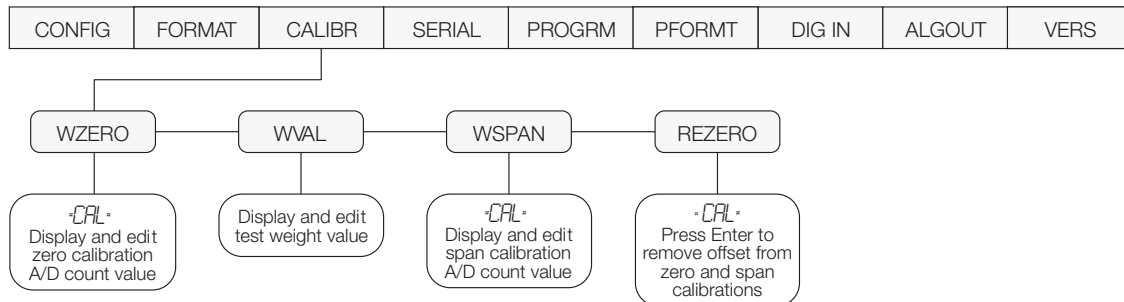 CONFIG FORMAT CALIBR SERIAL PROGRM PFORMT DIG IN ALGOUT VERS
WZERO WVAL WSPAN REZERO
*CAL*
Display and edit
zero calibration
A/D count value
Display and edit
test weight value
*CAL*
Display and edit
span calibration
A/D count value
*CAL*
Press Enter to
remove offset from
zero and span
calibrations